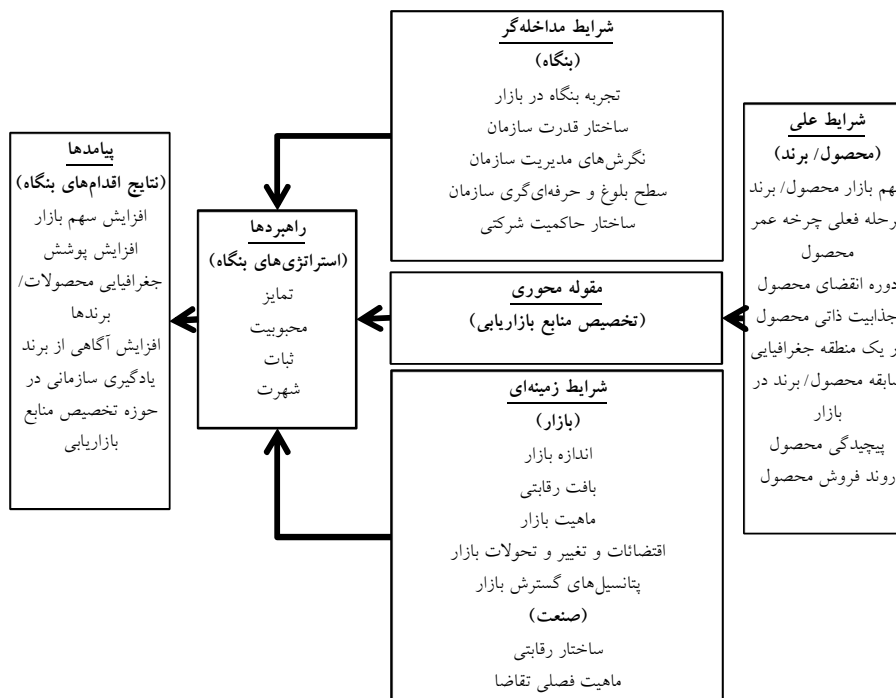 شرایط مداخله‌گر
(بنگاه)
تجربه بنگاه در بازار
ساختار قدرت سازمان
نگرش‌های مدیریت سازمان
سطح بلوغ و حرفه‌ای‌گری سازمان
ساختار حاکمیت شرکتی
شرایط علی
(محصول/ برند)
بازار محصول/ برند
فعلی چرخه عمر
محصول
انقضای محصول
ذاتی محصول
یک منطقه جغرافیایی
محصول/ برند در
بازار
پیچیدگی محصول
روند فروش محصول
مقوله محوری
(تخصیص منابع بازاریابی)
شرایط زمینه‌ای
(بازار)
اندازه بازار
بافت رقابتی
ماهیت بازار
اقتضائات و تغییر و تحولات بازار
پتانسیل‌های گسترش بازار
(صنعت)
ساختار رقابتی
ماهیت فصلی تقاضا
راهبردها
(استراتژی‌های بنگاه)
تمایز
محبوبیت
ثبات
شهرت
پیامدها
(نتایج اقدام‌های بنگاه)
افزایش سهم بازار
افزایش پوشش
جغرافیایی محصولات/
برندها
افزایش آگاهی از برند
یادگیری سازمانی در
حوزه تخصیص منابع
بازاریابی